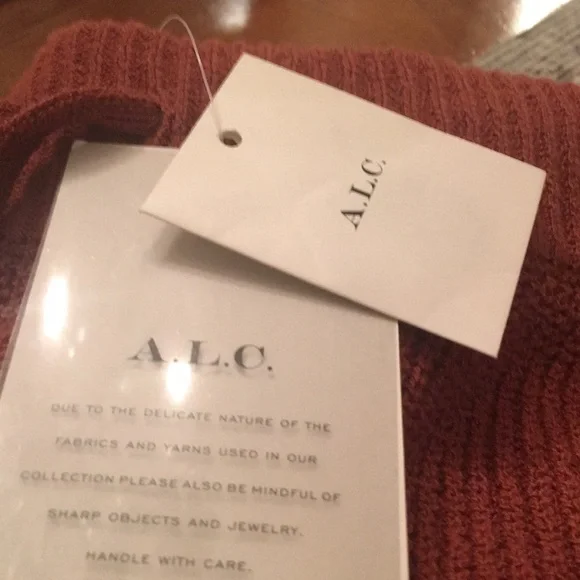 A.L.C.
A.L.C.
DUE TO THE DELICATE NATURE OF THE
FABRICS AND YARNS USED IN OUR
COLLECTION PLEASE ALSO BE MINDFUL OF
SHARP OBJECTS AND JEWELRY.
HANDLE WITH CARE.